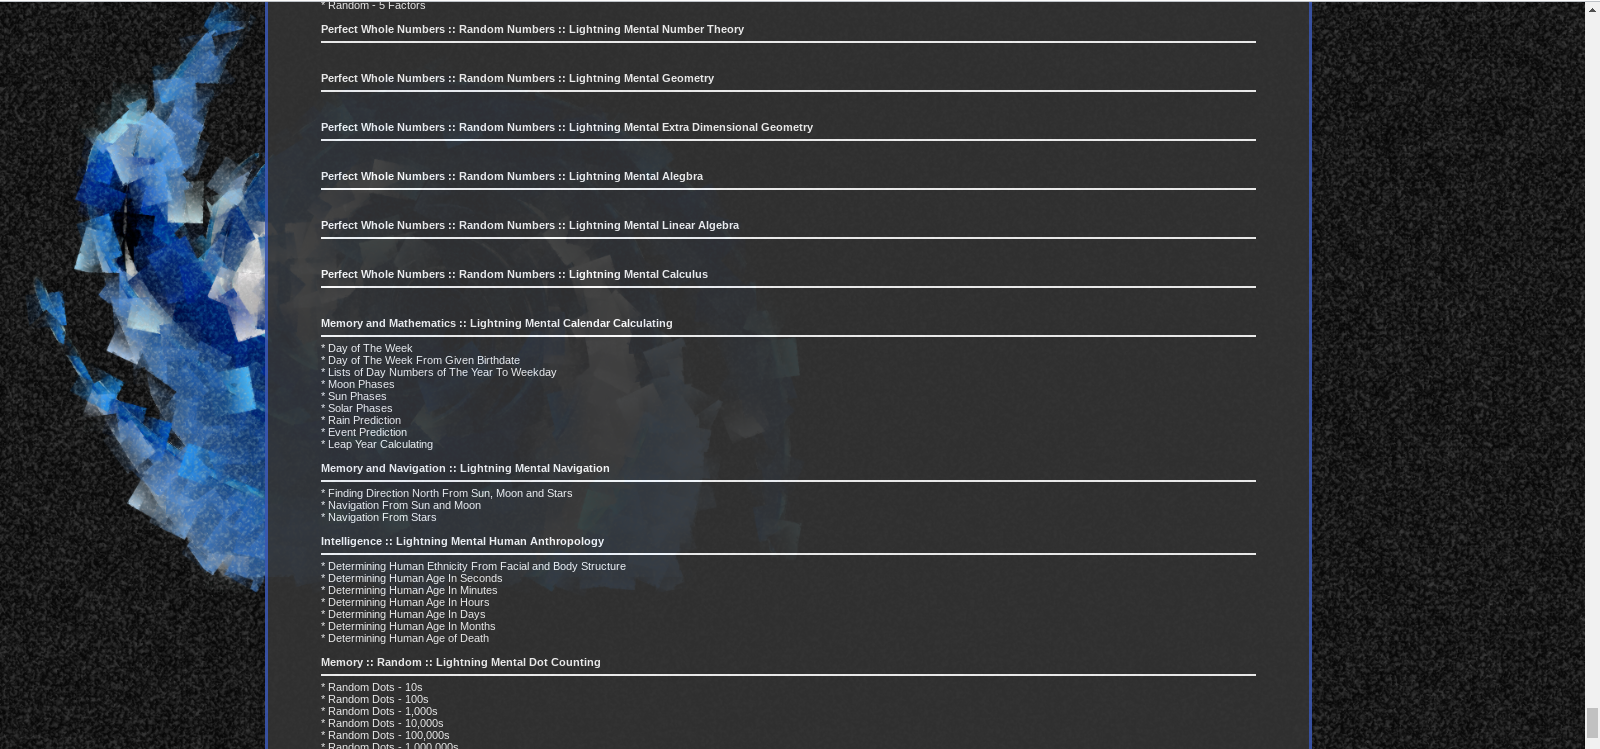 * Random - 5 Factors
Perfect Whole Numbers :: Random Numbers :: Lightning Mental Number Theory
Perfect Whole Numbers :: Random Numbers :: Lightning Mental Geometry
Perfect Whole Numbers :: Random Numbers :: Lightning Mental Extra Dimensional Geometry
Perfect Whole Numbers :: Random Numbers :: Lightning Mental Alegbra
Perfect Whole Numbers :: Random Numbers :: Lightning Mental Linear Algebra
Perfect Whole Numbers :: Random Numbers :: Lightning Mental Calculus
Memory and Mathematics :: Lightning Mental Calendar Calculating
* Day of The Week
* Day of The Week From Given Birthdate
* Lists of Day Numbers of The Year To Weekday
* Moon Phases
* Sun Phases
* Solar Phases
* Rain Prediction
* Event Prediction
* Leap Year Calculating
Memory and Navigation :: Lightning Mental Navigation
* Finding Direction North From Sun, Moon and Stars
* Navigation From Sun and Moon
* Navigation From Stars
Intelligence :: Lightning Mental Human Anthropology
* Determining Human Ethnicity From Facial and Body Structure
* Determining Human Age In Seconds
* Determining Human Age In Minutes
* Determining Human Age In Hours
* Determining Human Age In Days
* Determining Human Age In Months
* Determining Human Age of Death
Memory :: Random :: Lightning Mental Dot Counting
* Random Dots - 10s
* Random Dots - 100s
* Random Dots - 1,000s
* Random Dots - 10,000s
* Random Dots - 100,000s
* Random Dots - 1,000,000s